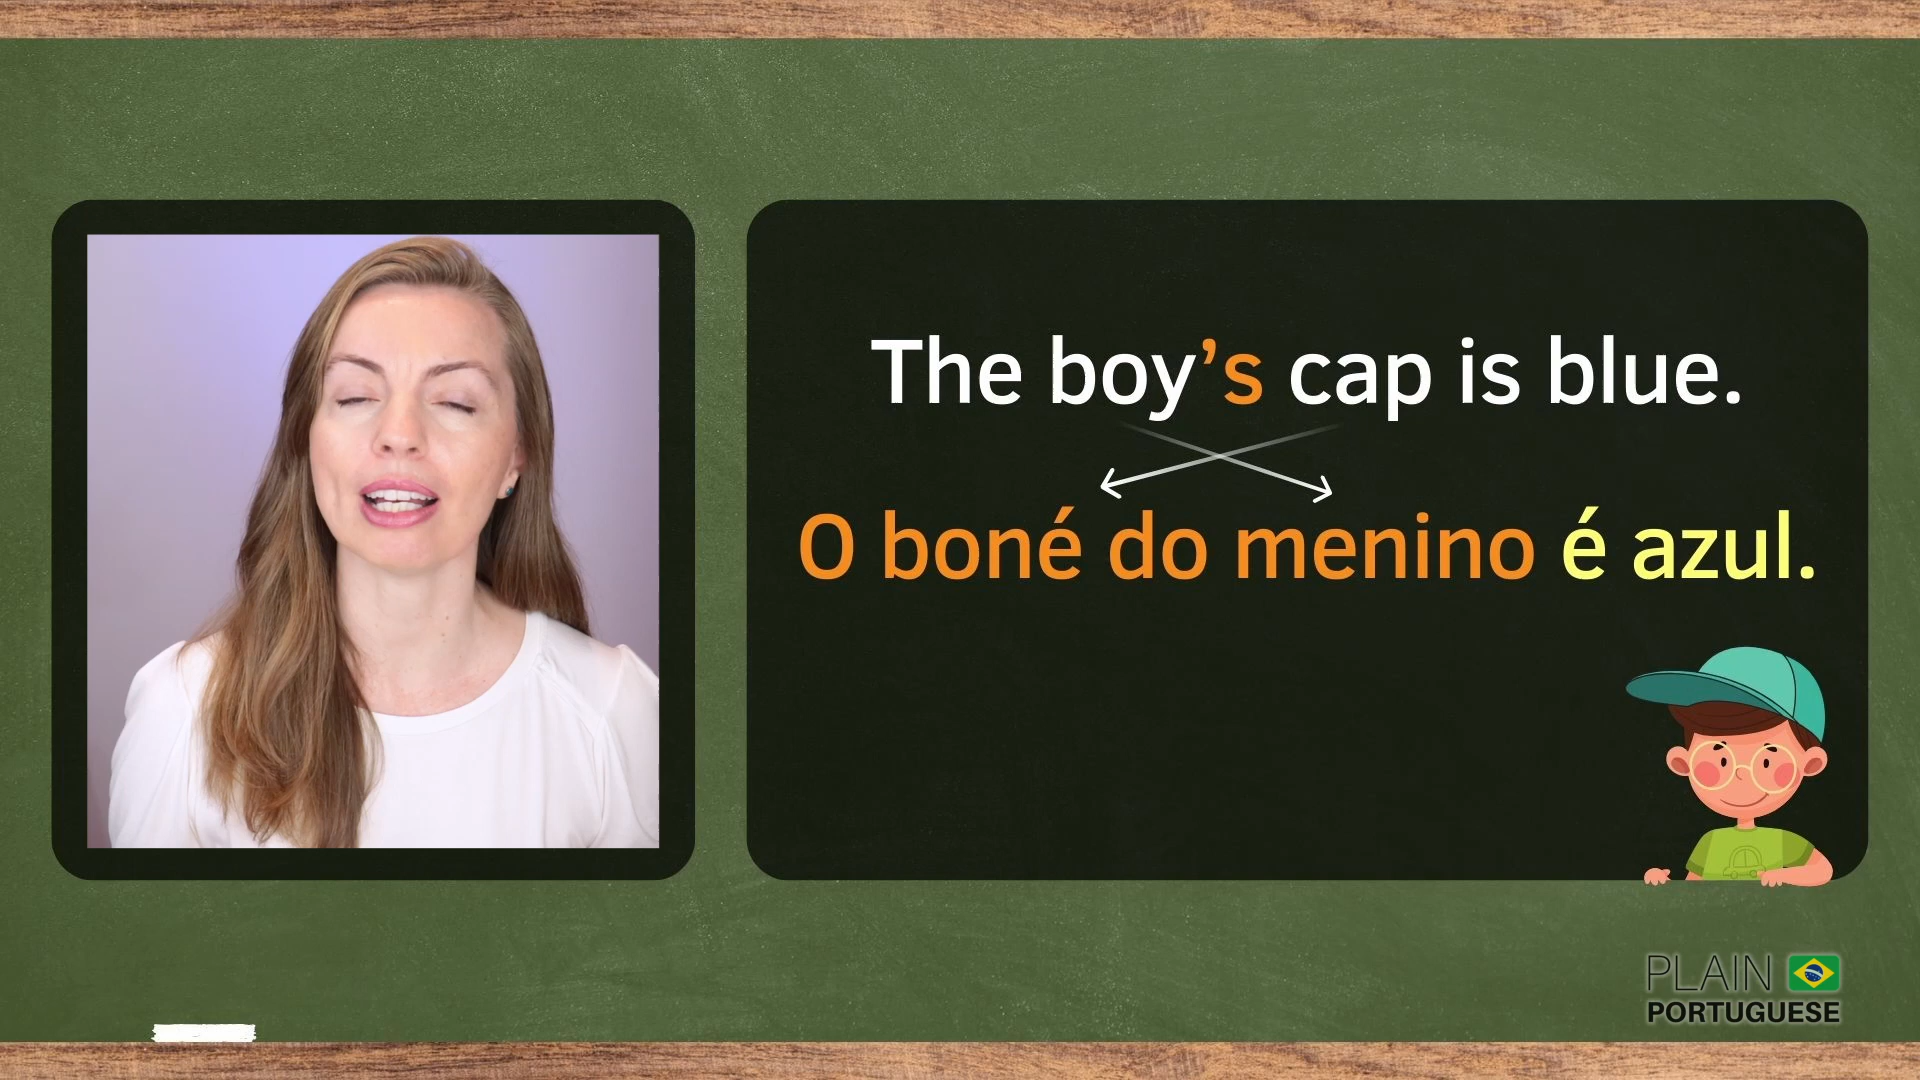 The boy’s cap is blue.
O boné do menino é azul.
PLAIN
PORTUGUESE